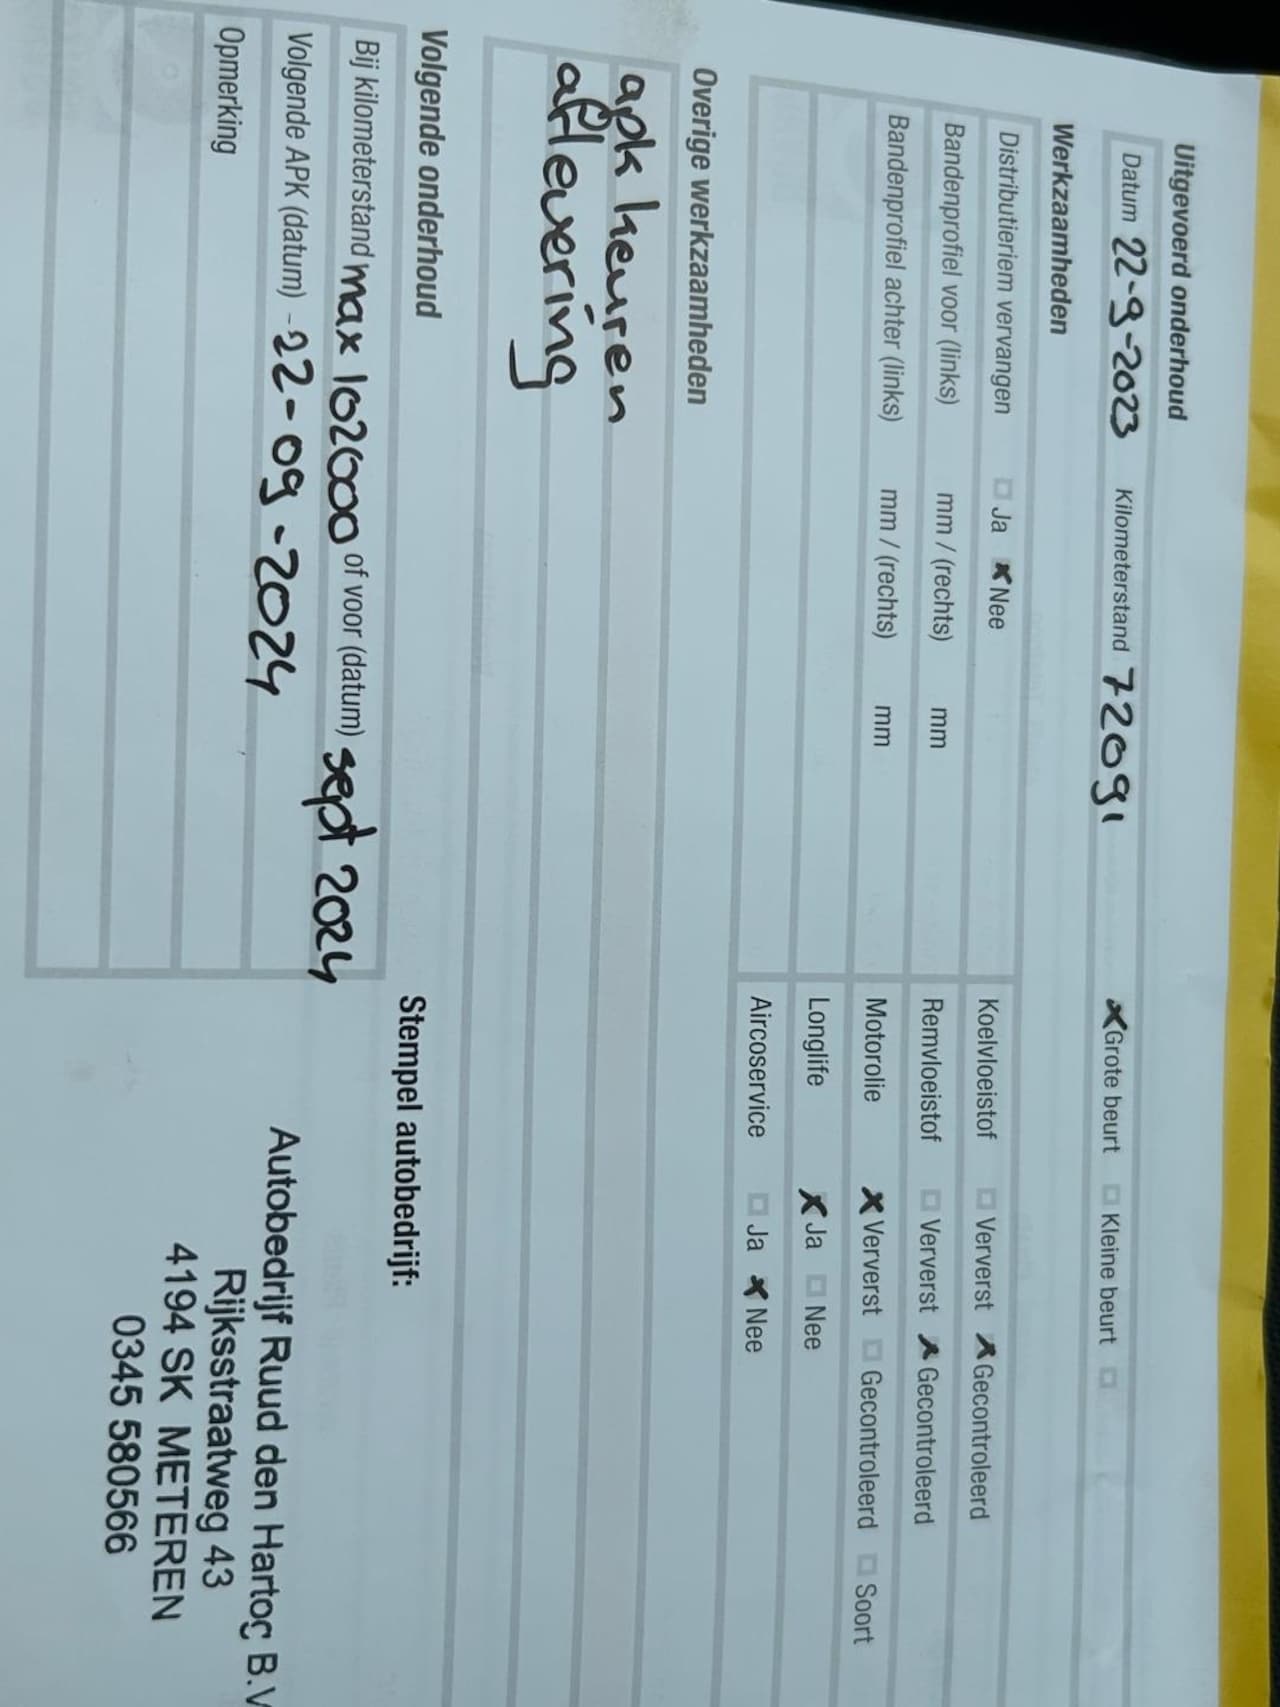 Uitgevoerd onderhoud
Datum 22-9-2023 Kilometerstand 72091 Grote beurt Kleine beurt
Werkzaamheden
Distributieriem vervangen Ja Nee Koelvloeistof Ververst Gecontroleerd
Bandenprofiel voor (links) mm / (rechts) mm Remvloeistof Ververst Gecontroleerd
Bandenprofiel achter (links) mm / (rechts) mm Motorolie Ververst Gecontroleerd Soort
Longlife Ja Nee
Aircoservice Ja Nee
Overige werkzaamheden
apk keuren
aflevering
Volgende onderhoud
Stempel autobedrijf:
Bij kilometerstand max 102000 of voor (datum) sept 2024
Volgende APK (datum) -22-09-2024
Opmerking
Autobedrijf Ruud den Hartog B.V
Rijksstraatweg 43
4194 SK METEREN
0345 580566